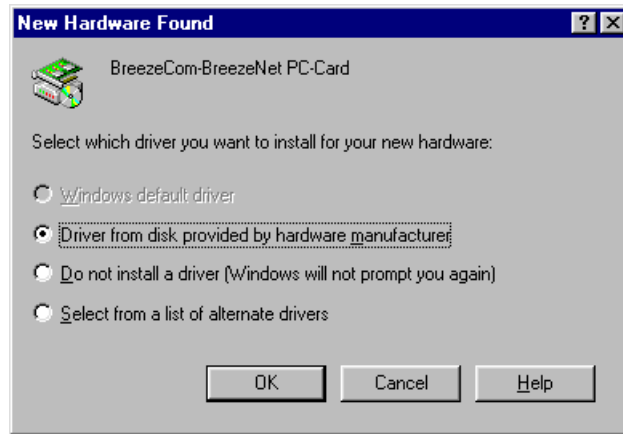 New Hardware Found
BreezeCom-BreezeNet PC-Card
Select which driver you want to install for your new hardware:
Windows default driver
Driver from disk provided by hardware manufacturer
Do not install a driver (Windows will not prompt you again)
Select from a list of alternate drivers
OK Cancel Help